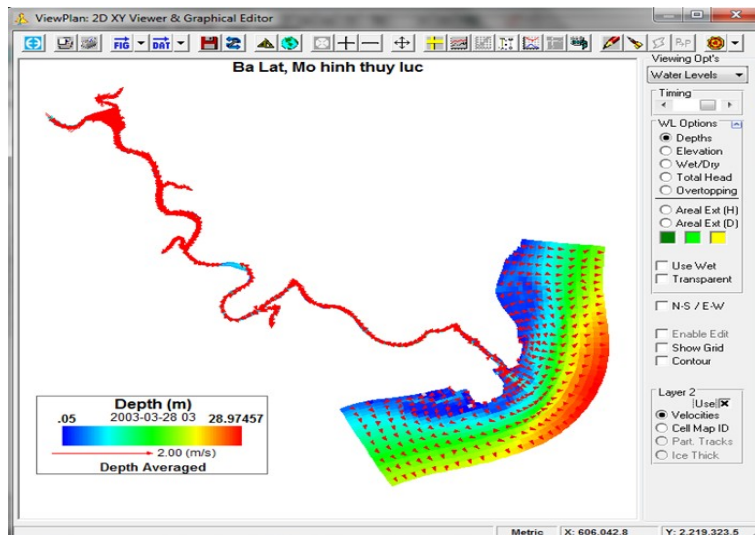 ViewPlan: 2D XY Viewer & Graphical Editor
FIG
DAT
P+P
Ba Lat, Mo hinh thuy luc
Viewing Opt's
Water Levels
Timing
WL Options
Depths
Elevation
Wet/Dry
Total Head
Overtopping
Areal Ext (H)
Areal Ext (D)
Use Wet
Transparent
N-S / E-W
Enable Edit
Show Grid
Contour
Layer 2
Use
Velocities
Cell Map ID
Part. Tracks
Ice Thick
Depth (m)
.05 2003-03-28 03 28.97457
2.00 (m/s)
Depth Averaged
Metric X: 606,042.8 Y: 2,219,323.5